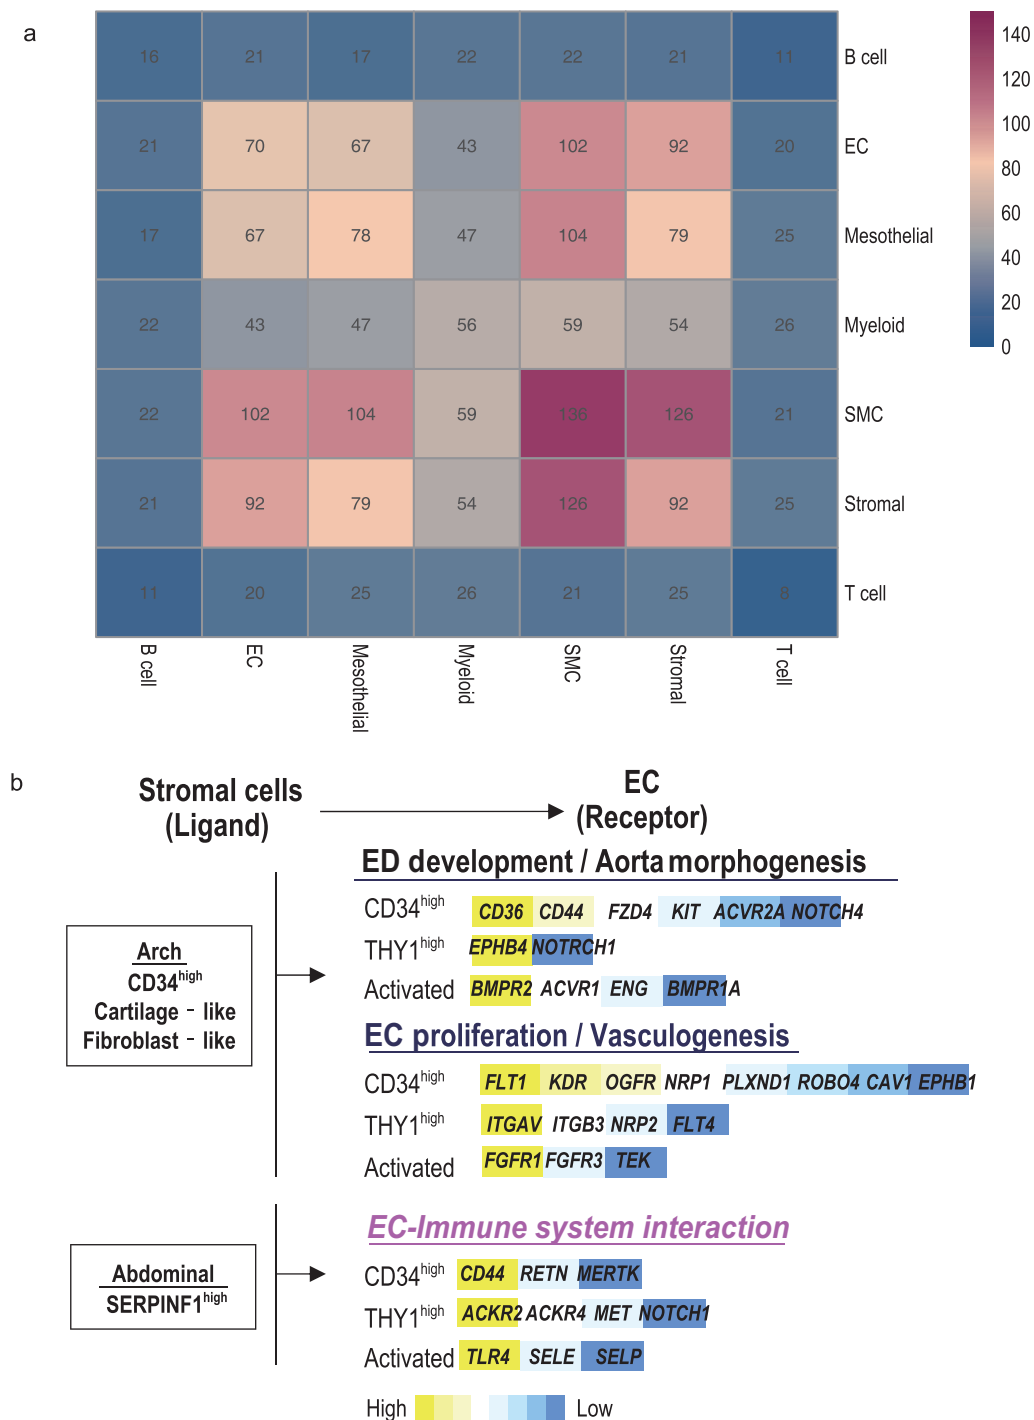 a
16 21 17 22 22 21 11 B cell
21 70 67 43 102 92 20 EC
17 67 78 47 104 79 25 Mesothelial
22 43 47 56 59 54 26 Myeloid
22 102 104 59 136 126 21 SMC
21 92 79 54 126 92 25 Stromal
11 20 25 26 21 25 8 T cell
B cell EC Mesothelial Myeloid SMC Stromal T cell
140
120
100
80
60
40
20
0
b
Stromal cells
(Ligand)
EC
(Receptor)
Arch
CD34high
Cartilage - like
Fibroblast - like
ED development / Aorta morphogenesis
CD34high CD36 CD44 FZD4 KIT ACVR2A NOTCH4
THY1high EPHB4 NOTRCH1
Activated BMPR2 ACVR1 ENG BMPR1A
EC proliferation / Vasculogenesis
CD34high FLT1 KDR OGFR NRP1 PLXND1 ROBO4 CAV1 EPHB1
THY1high ITGAV ITGB3 NRP2 FLT4
Activated FGFR1 FGFR3 TEK
Abdominal
SERPINF1high
EC-Immune system interaction
CD34high CD44 RETN MERTK
THY1high ACKR2 ACKR4 MET NOTCH1
Activated TLR4 SELE SELP
High Low